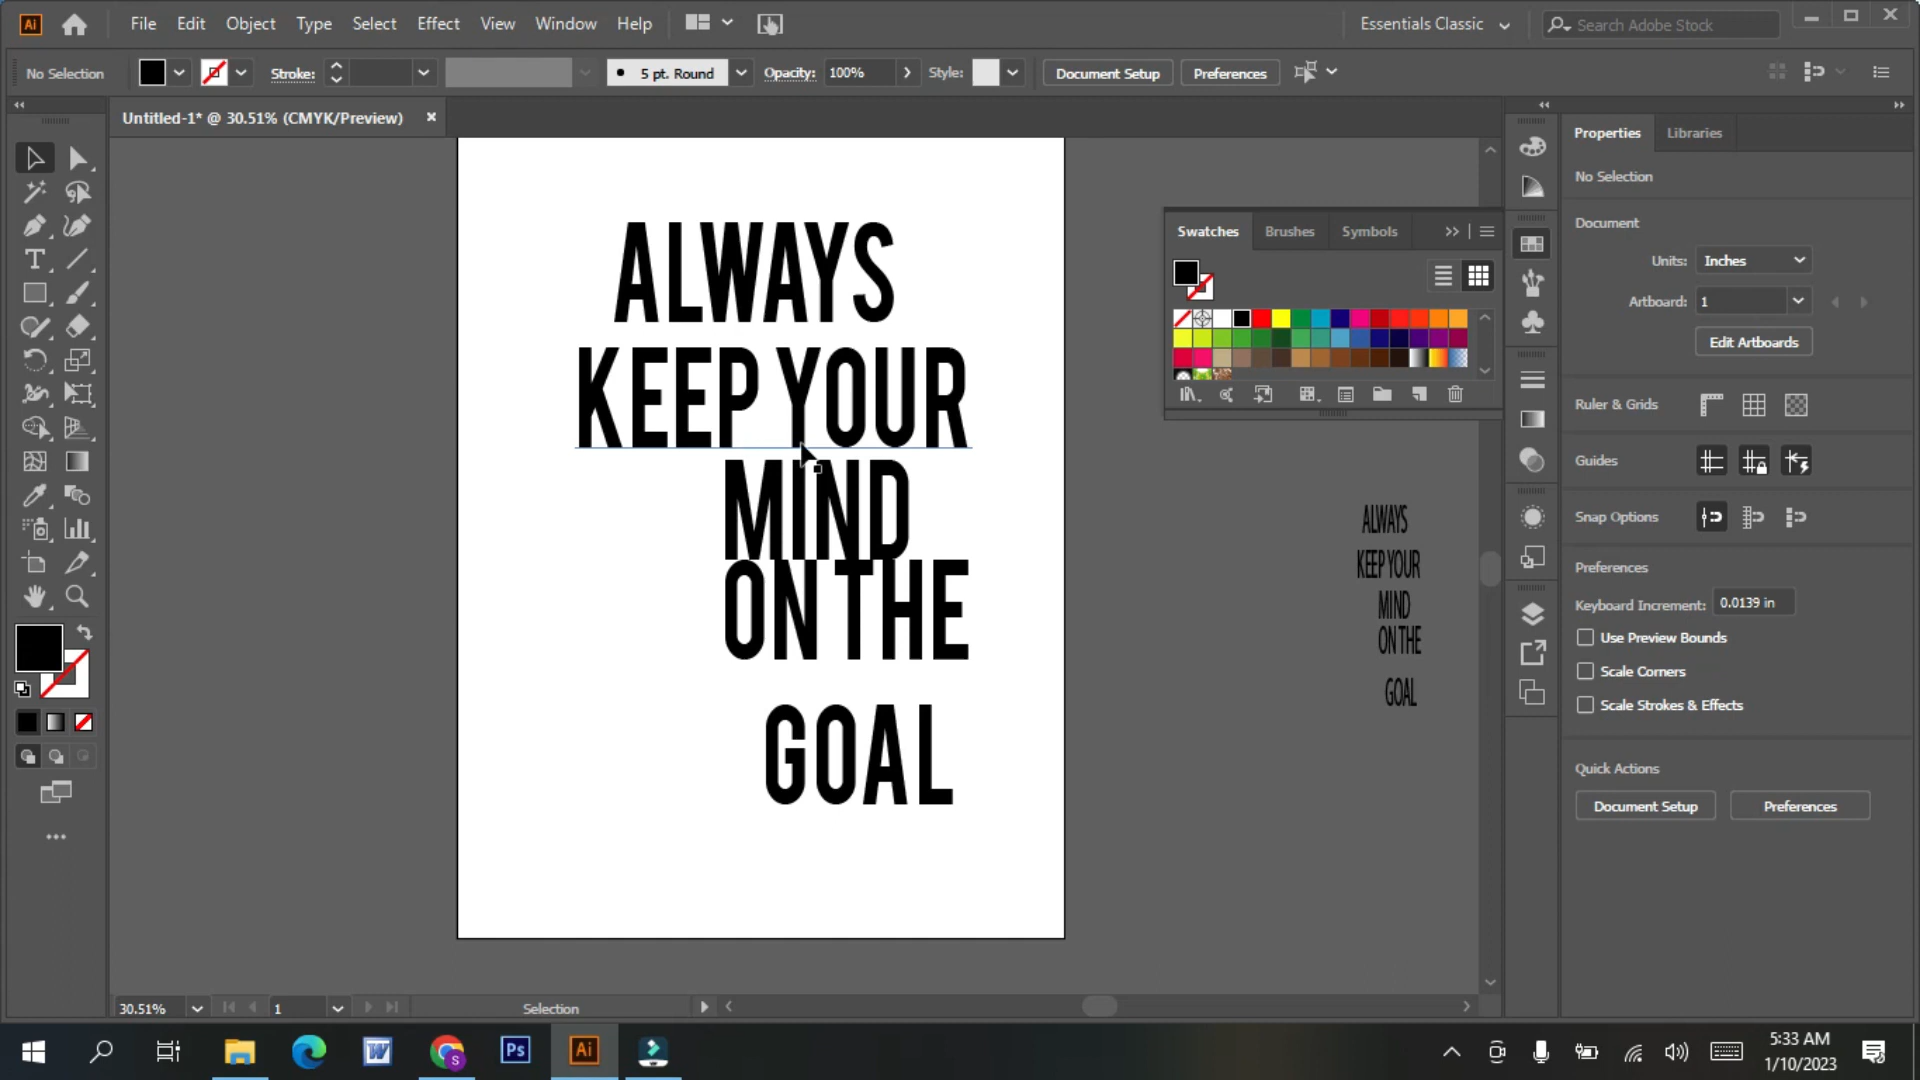 Ai File Edit Object Type Select Effect View Window Help Essentials Classic Search Adobe Stock
No Selection Stroke: 5 pt. Round Opacity: 100% Style: Document Setup Preferences
Untitled-1* @ 30.51% (CMYK/Preview)
ALWAYS
KEEP YOUR
MIND
ON THE
GOAL
Swatches Brushes Symbols
ALWAYS
KEEP YOUR
MIND
ON THE
GOAL
Properties Libraries
No Selection
Document
Units: Inches
Artboard: 1
Edit Artboards
Ruler & Grids
Guides
Snap Options
Preferences
Keyboard Increment: 0.0139 in
Use Preview Bounds
Scale Corners
Scale Strokes & Effects
Quick Actions
Document Setup Preferences
30.51% 1 Selection
W S Ps Ai
5:33 AM
1/10/2023